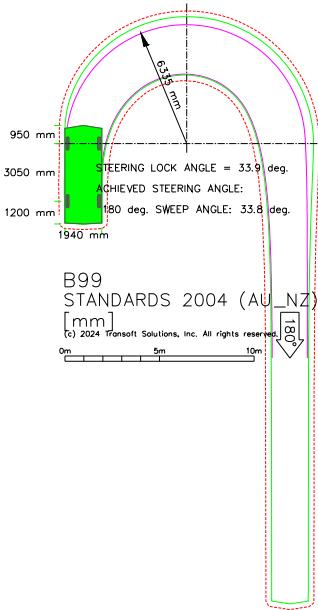 6335 mm
950 mm
3050 mm
1200 mm
1940 mm
STEERING LOCK ANGLE = 33.9 deg.
ACHIEVED STEERING ANGLE:
180 deg. SWEEP ANGLE: 33.8 deg.
B99
STANDARDS 2004 (AU_NZ)
[mm]
(c) 2024 Transoft Solutions, Inc. All rights reserved.
180°
0m 5m 10m